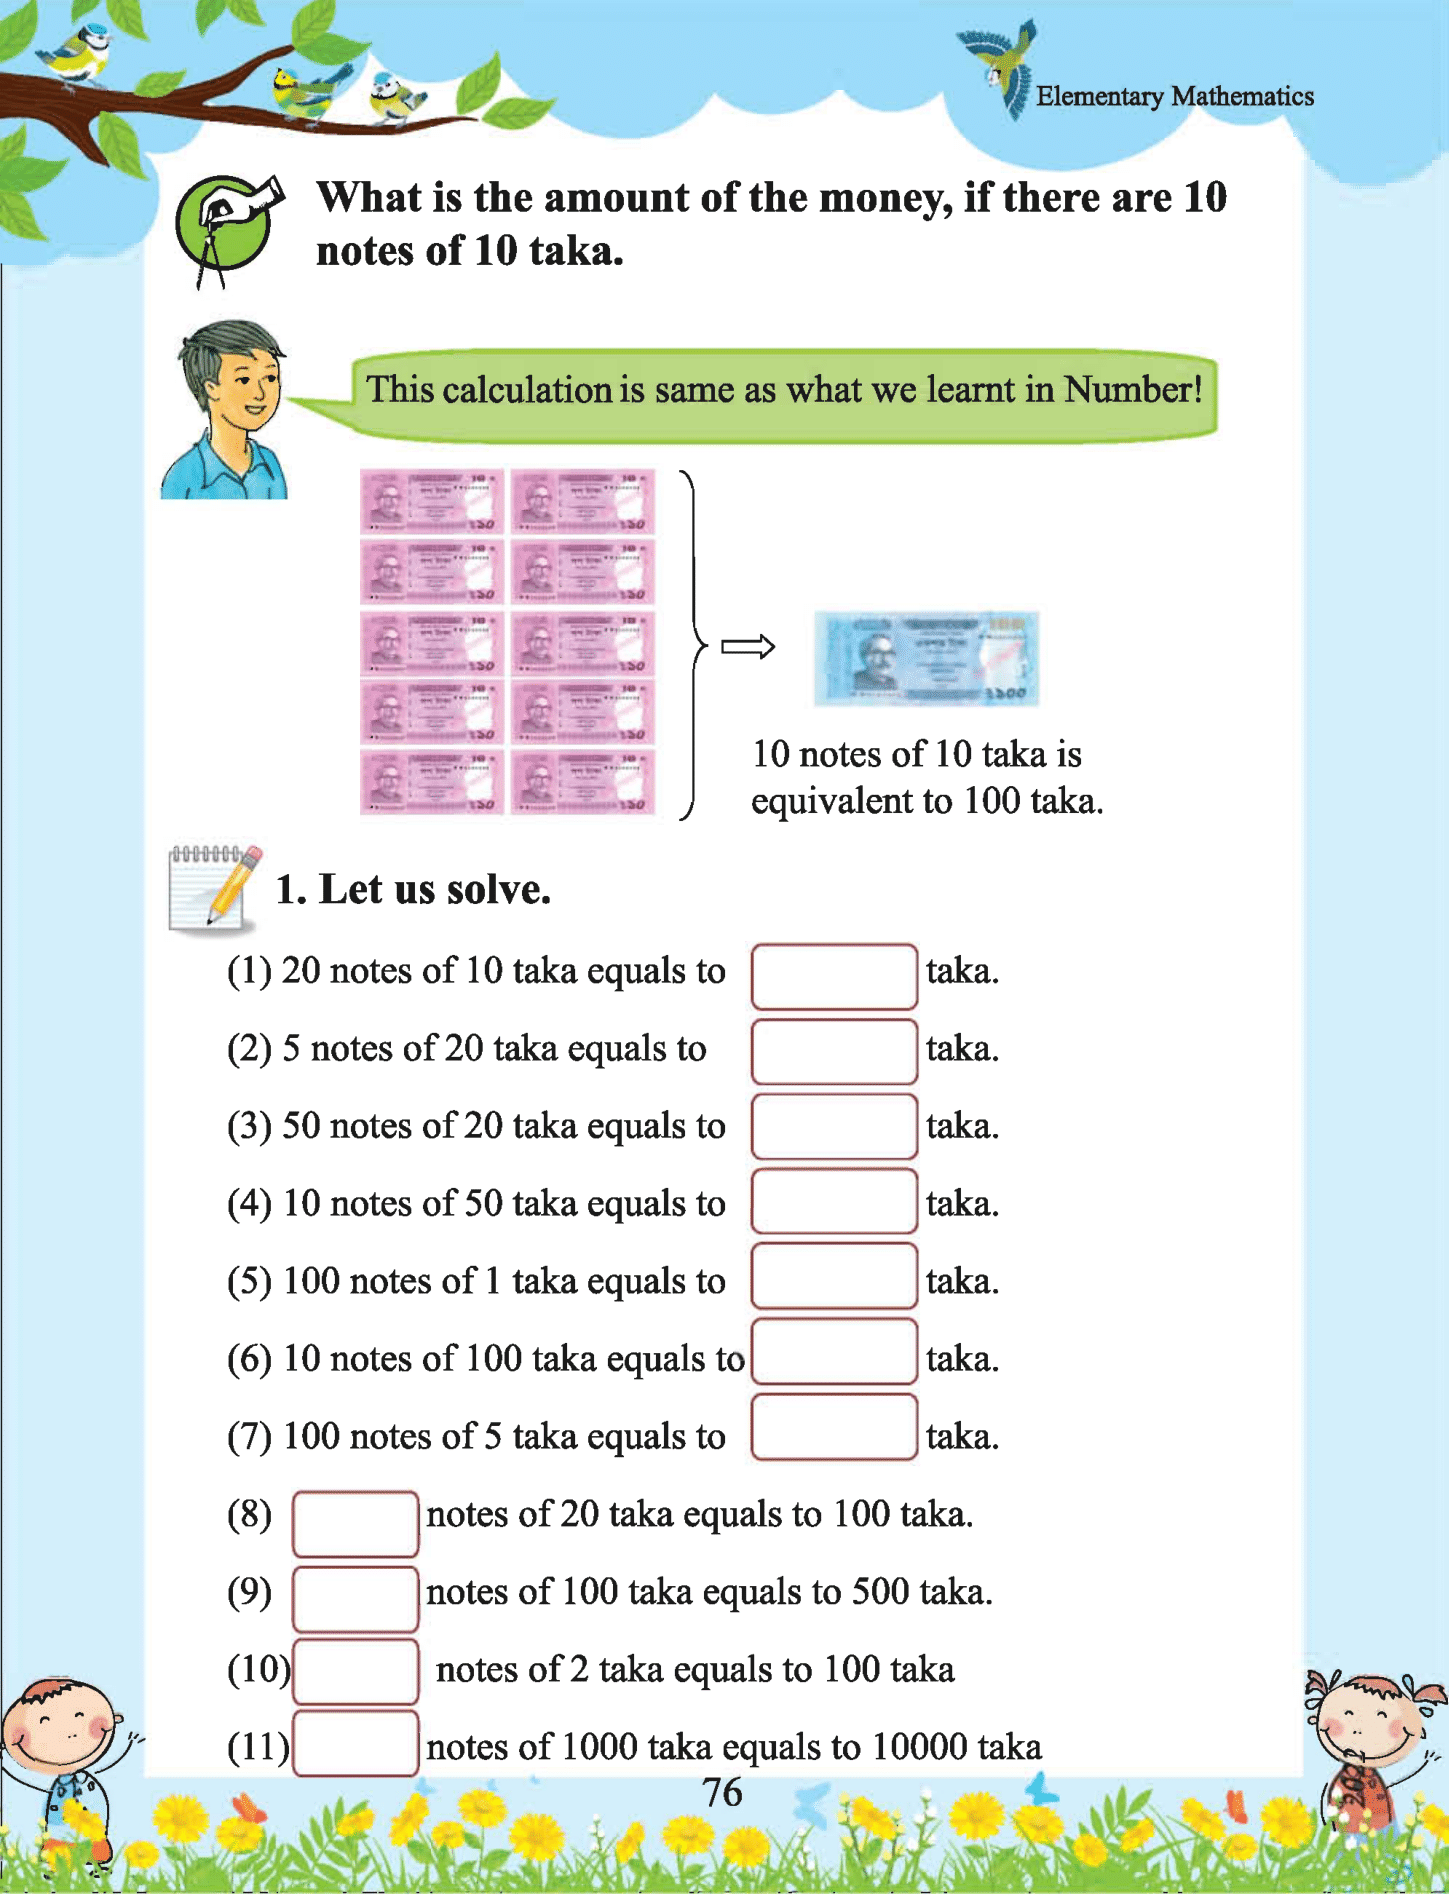 Elementary Mathematics
What is the amount of the money, if there are 10
notes of 10 taka.
This calculation is same as what we learnt in Number!
10 notes of 10 taka is
equivalent to 100 taka.
1. Let us solve.
(1) 20 notes of 10 taka equals to taka.
(2) 5 notes of 20 taka equals to taka.
(3) 50 notes of 20 taka equals to taka.
(4) 10 notes of 50 taka equals to taka.
(5) 100 notes of 1 taka equals to taka.
(6) 10 notes of 100 taka equals to taka.
(7) 100 notes of 5 taka equals to taka.
(8) notes of 20 taka equals to 100 taka.
(9) notes of 100 taka equals to 500 taka.
(10) notes of 2 taka equals to 100 taka
(11) notes of 1000 taka equals to 10000 taka
76